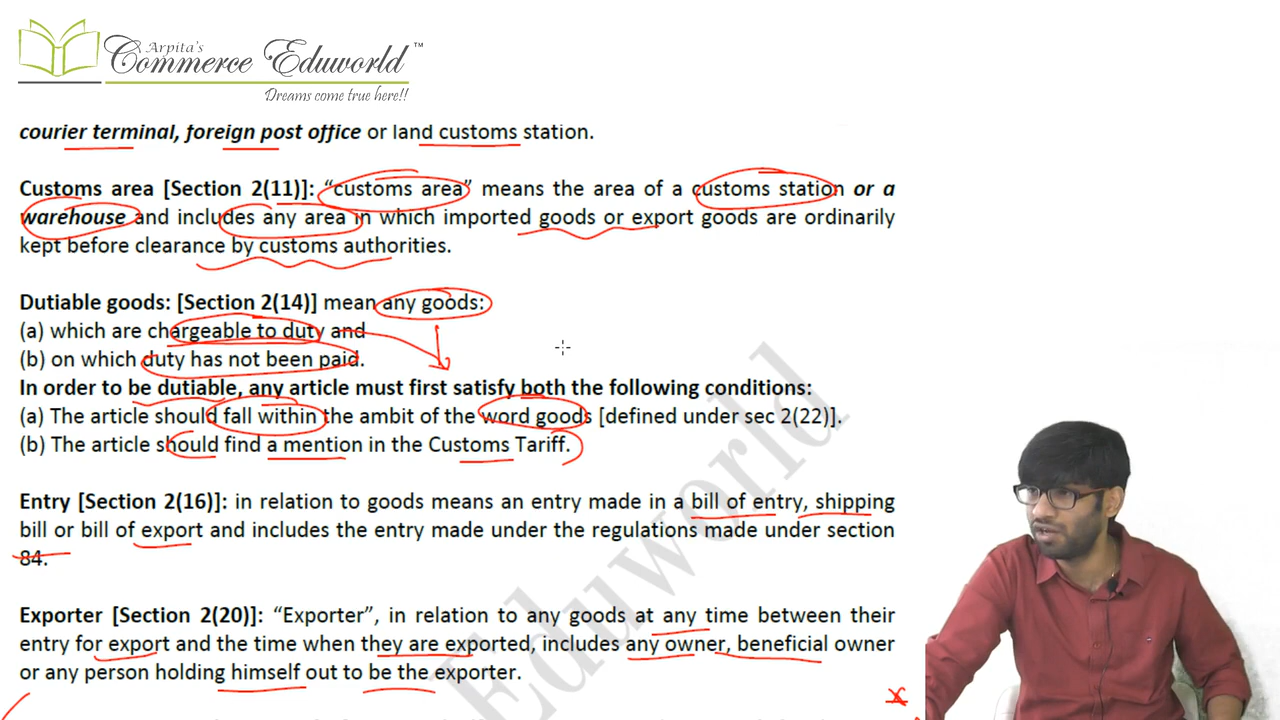 Arpita's
Commerce Eduworld™
Dreams come true here!!
courier terminal, foreign post office or land customs station.
Customs area [Section 2(11)]: “customs area” means the area of a customs station or a
warehouse and includes any area in which imported goods or export goods are ordinarily
kept before clearance by customs authorities.
Dutiable goods: [Section 2(14)] mean any goods:
(a) which are chargeable to duty and
(b) on which duty has not been paid.
In order to be dutiable, any article must first satisfy both the following conditions:
(a) The article should fall within the ambit of the word goods [defined under sec 2(22)].
(b) The article should find a mention in the Customs Tariff.
Entry [Section 2(16)]: in relation to goods means an entry made in a bill of entry, shipping
bill or bill of export and includes the entry made under the regulations made under section
84.
Exporter [Section 2(20)]: “Exporter”, in relation to any goods at any time between their
entry for export and the time when they are exported, includes any owner, beneficial owner
or any person holding himself out to be the exporter.
Eduworld